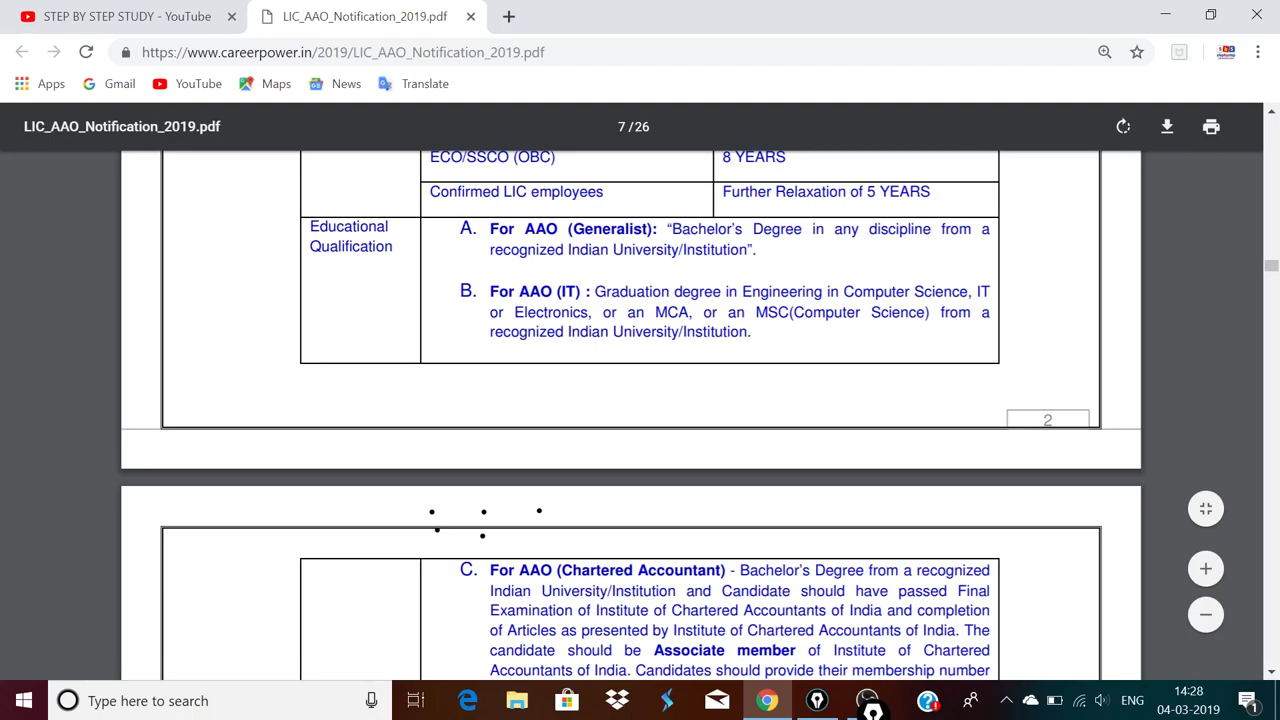 STEP BY STEP STUDY - YouTube
LIC_AAO_Notification_2019.pdf
https://www.careerpower.in/2019/LIC_AAO_Notification_2019.pdf
Apps Gmail YouTube Maps News Translate
LIC_AAO_Notification_2019.pdf 7 / 26
ECO/SSCO (OBC) 8 YEARS
Confirmed LIC employees Further Relaxation of 5 YEARS
Educational
Qualification
A. For AAO (Generalist): “Bachelor’s Degree in any discipline from a
recognized Indian University/Institution”.
B. For AAO (IT) : Graduation degree in Engineering in Computer Science, IT
or Electronics, or an MCA, or an MSC(Computer Science) from a
recognized Indian University/Institution.
2
C. For AAO (Chartered Accountant) - Bachelor’s Degree from a recognized
Indian University/Institution and Candidate should have passed Final
Examination of Institute of Chartered Accountants of India and completion
of Articles as presented by Institute of Chartered Accountants of India. The
candidate should be Associate member of Institute of Chartered
Accountants of India. Candidates should provide their membership number
Type here to search
ENG
14:28
04-03-2019
1